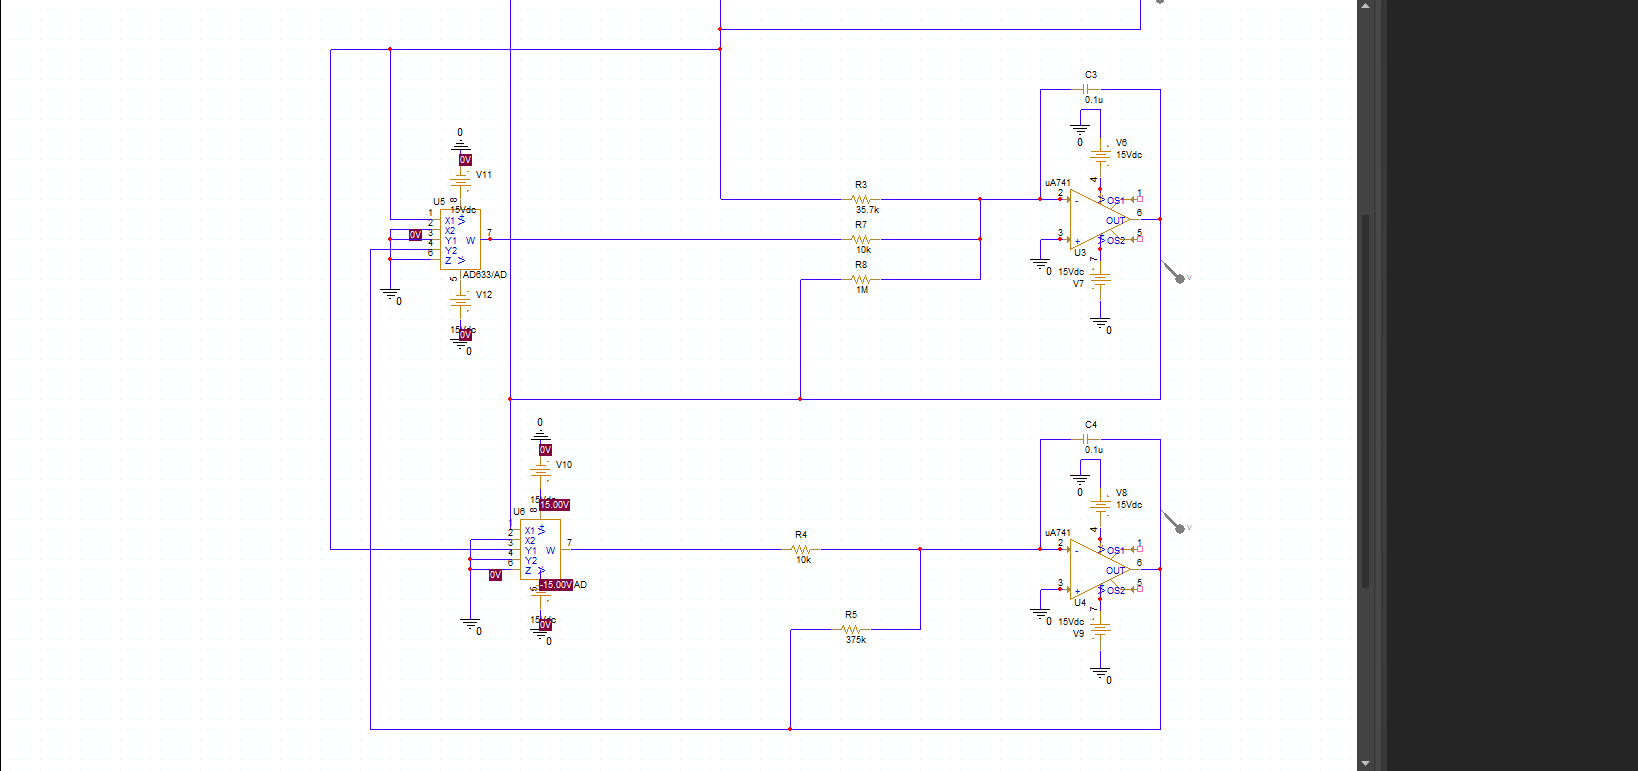 C3
0.1u
0
V6
15Vdc
uA741
2
-
4
OS1
1
OUT
6
3
+
OS2
5
U3
7
0
15Vdc
V7
0
V
0
0V
V11
8
15Vdc
U5
1
X1
2
X2
3
Y1
4
Y2
6
Z
W
7
0V
AD633/AD
5
V12
15Vdc
0V
0
0
R3
35.7k
R7
10k
R8
1M
0
0V
V10
15Vdc
15.00V
8
U6
1
X1
2
X2
3
Y1
4
Y2
6
Z
W
7
0V
-15.00V
AD
5
15Vdc
0V
0
0
R4
10k
R5
375k
C4
0.1u
0
V8
15Vdc
uA741
2
-
4
OS1
1
OUT
6
3
+
OS2
5
U4
7
0
15Vdc
V9
0
V